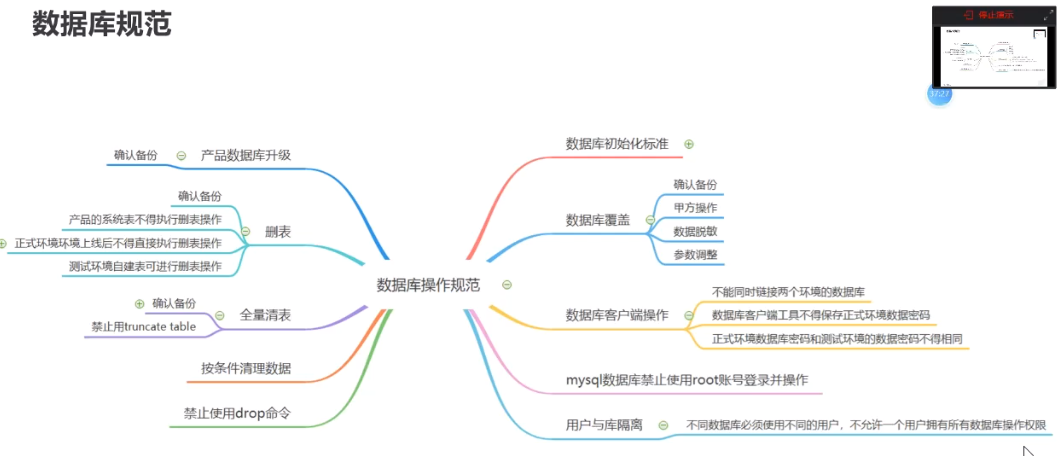 数据库规范
停止演示
37:27
确认备份
产品数据库升级
确认备份
产品的系统表不得执行删表操作
正式环境环境上线后不得直接执行删表操作
测试环境自建表可进行删表操作
删表
确认备份
禁止用truncate table
全量清表
按条件清理数据
禁止使用drop命令
数据库操作规范
数据库初始化标准
数据库覆盖
确认备份
甲方操作
数据脱敏
参数调整
数据库客户端操作
不能同时链接两个环境的数据库
数据库客户端工具不得保存正式环境数据密码
正式环境数据库密码和测试环境的数据密码不得相同
mysql数据库禁止使用root账号登录并操作
用户与库隔离
不同数据库必须使用不同的用户，不允许一个用户拥有所有数据库操作权限